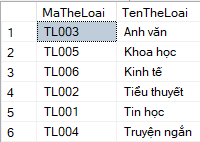 MaTheLoai TenTheLoai
1 TL003 Anh văn
2 TL005 Khoa học
3 TL006 Kinh tế
4 TL002 Tiểu thuyết
5 TL001 Tin học
6 TL004 Truyện ngắn